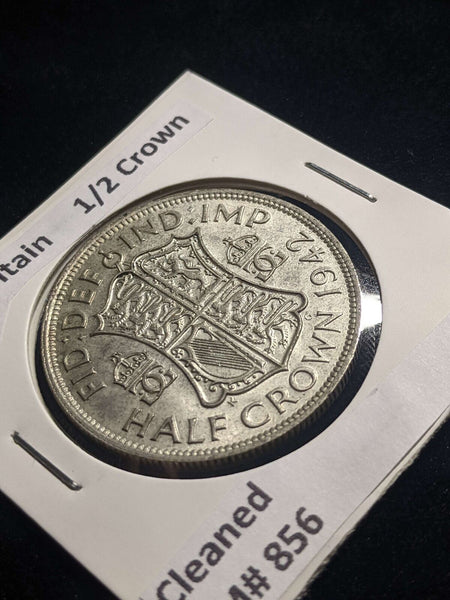 itain 1/2 Crown
FID:DEF IND:IMP
HALF CROWN 1942
Cleaned
M# 856